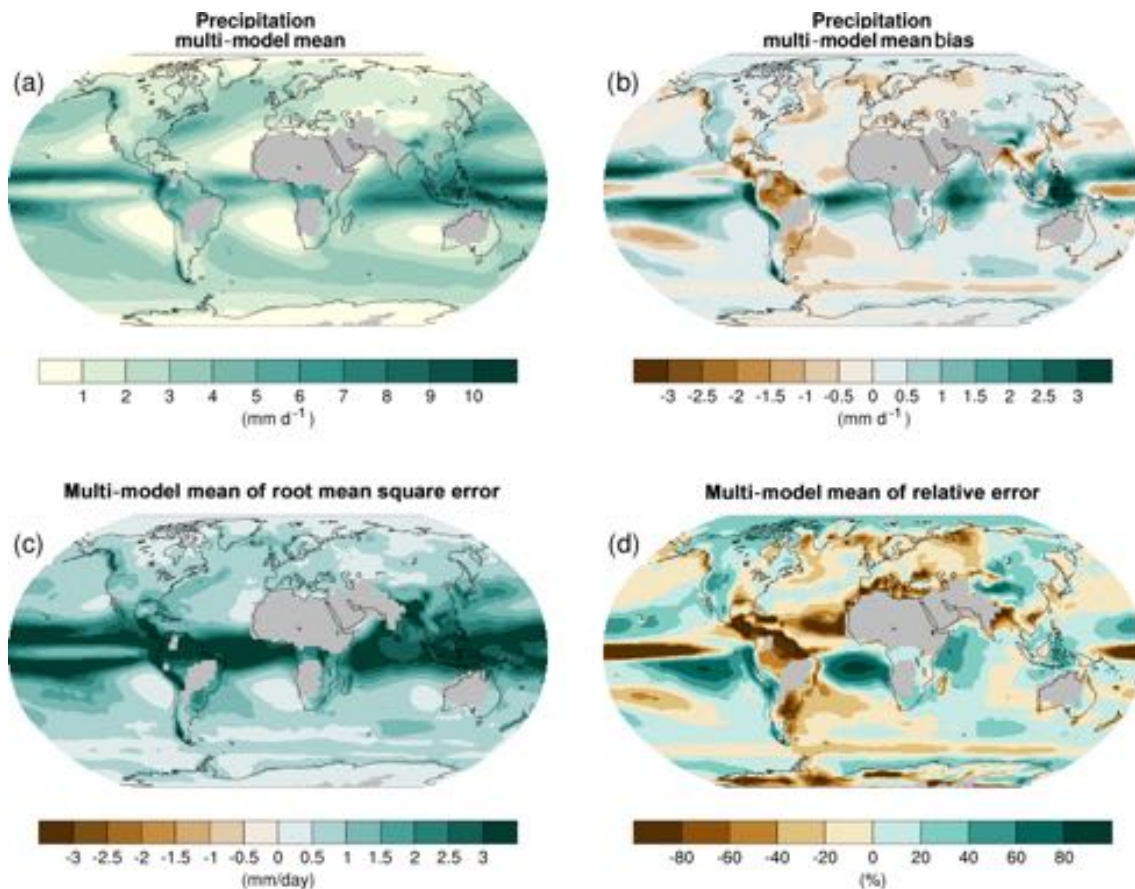 Precipitation
multi-model mean
(a)
1 2 3 4 5 6 7 8 9 10
(mm d⁻¹)
Precipitation
multi-model mean bias
(b)
-3 -2.5 -2 -1.5 -1 -0.5 0 0.5 1 1.5 2 2.5 3
(mm d⁻¹)
Multi-model mean of root mean square error
(c)
-3 -2.5 -2 -1.5 -1 -0.5 0 0.5 1 1.5 2 2.5 3
(mm/day)
Multi-model mean of relative error
(d)
-80 -60 -40 -20 0 20 40 60 80
(%)